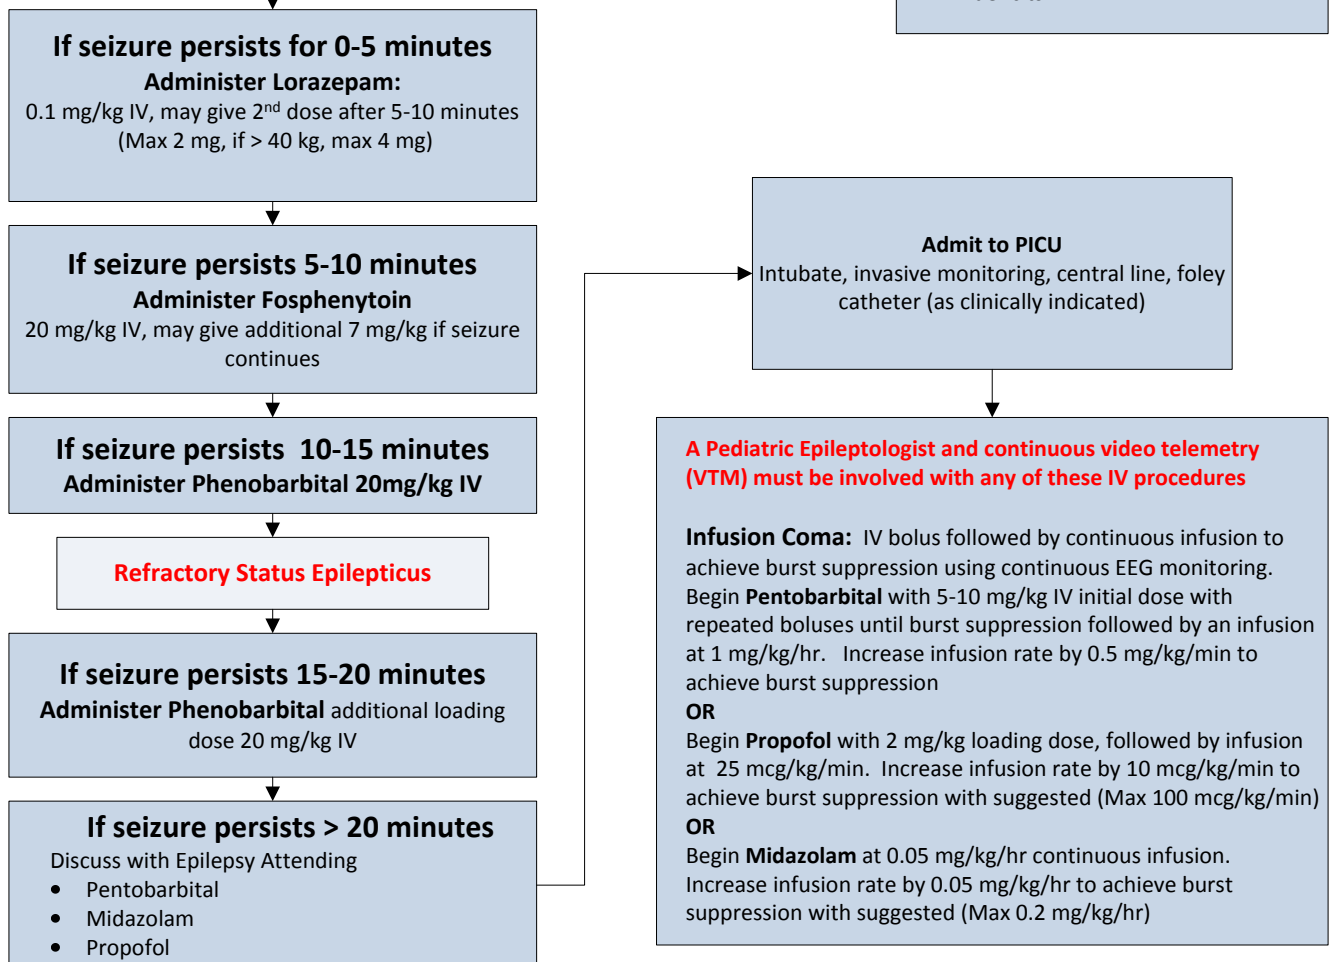 If seizure persists for 0-5 minutes
Administer Lorazepam:
0.1 mg/kg IV, may give 2nd dose after 5-10 minutes
(Max 2 mg, if > 40 kg, max 4 mg)
If seizure persists 5-10 minutes
Administer Fosphenytoin
20 mg/kg IV, may give additional 7 mg/kg if seizure
continues
If seizure persists 10-15 minutes
Administer Phenobarbital 20mg/kg IV
Refractory Status Epilepticus
If seizure persists 15-20 minutes
Administer Phenobarbital additional loading
dose 20 mg/kg IV
If seizure persists > 20 minutes
Discuss with Epilepsy Attending
• Pentobarbital
• Midazolam
• Propofol
Admit to PICU
Intubate, invasive monitoring, central line, foley
catheter (as clinically indicated)
A Pediatric Epileptologist and continuous video telemetry
(VTM) must be involved with any of these IV procedures
Infusion Coma: IV bolus followed by continuous infusion to
achieve burst suppression using continuous EEG monitoring.
Begin Pentobarbital with 5-10 mg/kg IV initial dose with
repeated boluses until burst suppression followed by an infusion
at 1 mg/kg/hr. Increase infusion rate by 0.5 mg/kg/min to
achieve burst suppression
OR
Begin Propofol with 2 mg/kg loading dose, followed by infusion
at 25 mcg/kg/min. Increase infusion rate by 10 mcg/kg/min to
achieve burst suppression with suggested (Max 100 mcg/kg/min)
OR
Begin Midazolam at 0.05 mg/kg/hr continuous infusion.
Increase infusion rate by 0.05 mg/kg/hr to achieve burst
suppression with suggested (Max 0.2 mg/kg/hr)